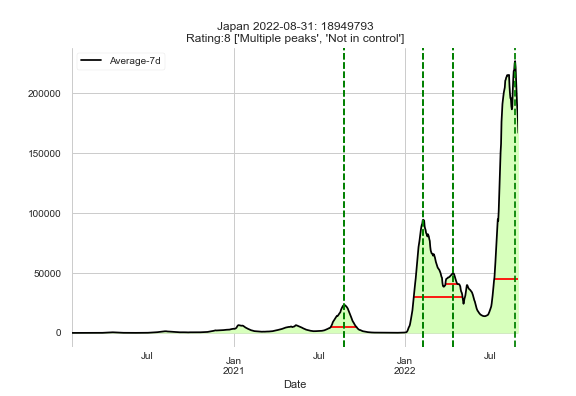 Japan 2022-08-31: 18949793
Rating:8 ['Multiple peaks', 'Not in control']
Average-7d
200000
150000
100000
50000
0
Jul
Jan
2021
Jul
Jan
2022
Jul
Date